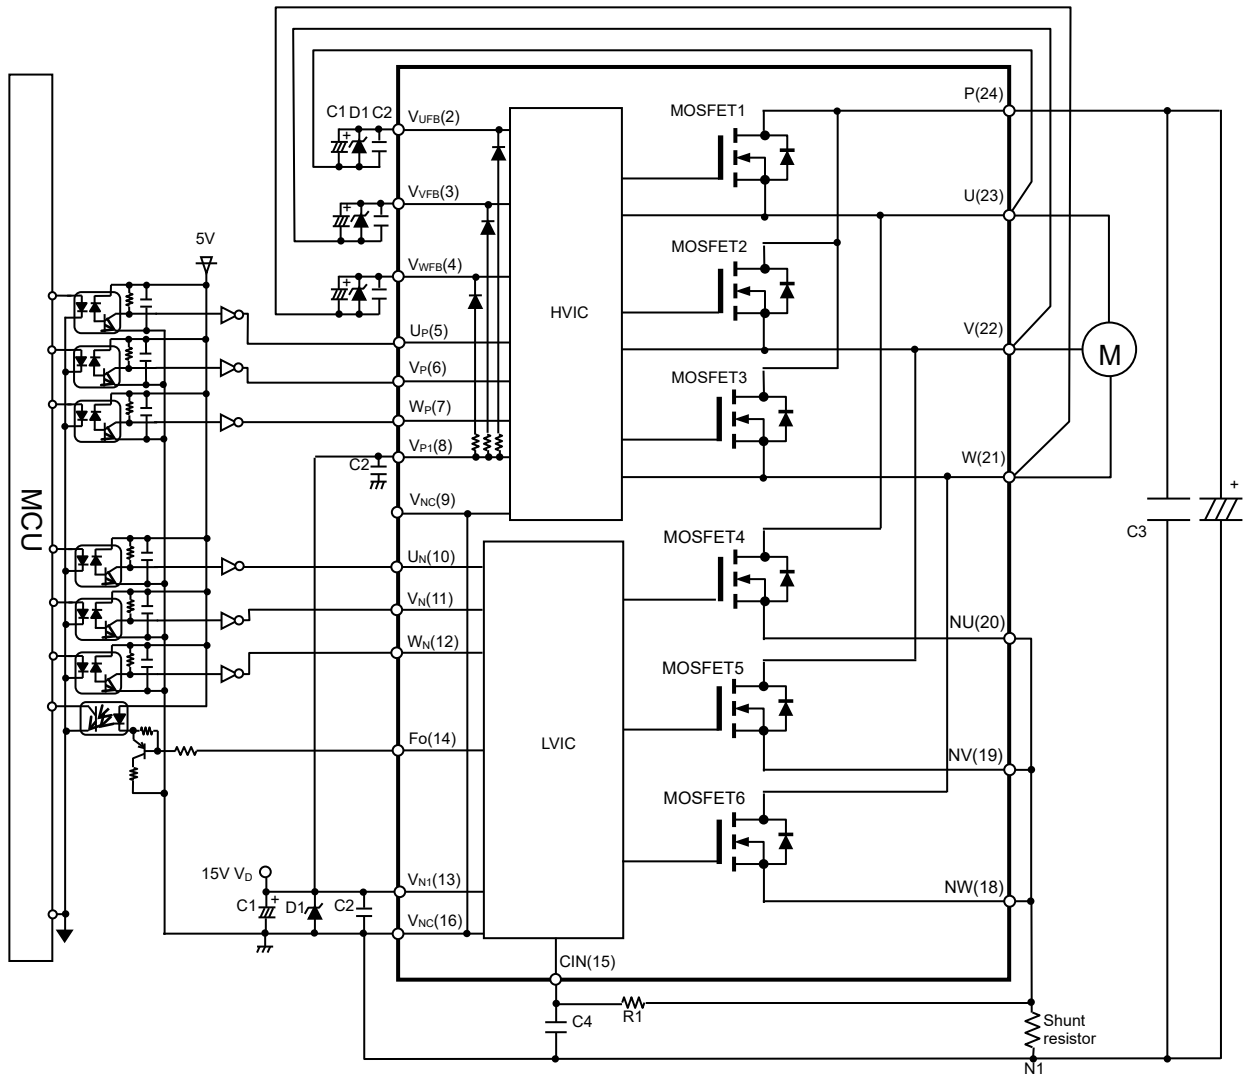 P(24)
MOSFET1
C1 D1 C2
VUFB(2)
+
U(23)
VVFB(3)
+
5V
MOSFET2
VWFB(4)
+
HVIC
UP(5)
V(22)
M
VP(6)
MOSFET3
WP(7)
VP1(8)
C2
W(21)
+
MCU
VNC(9)
C3
MOSFET4
UN(10)
VN(11)
NU(20)
WN(12)
MOSFET5
Fo(14)
LVIC
NV(19)
MOSFET6
15V VD
VN1(13)
NW(18)
C1
+
D1
C2
VNC(16)
CIN(15)
R1
C4
Shunt
resistor
N1